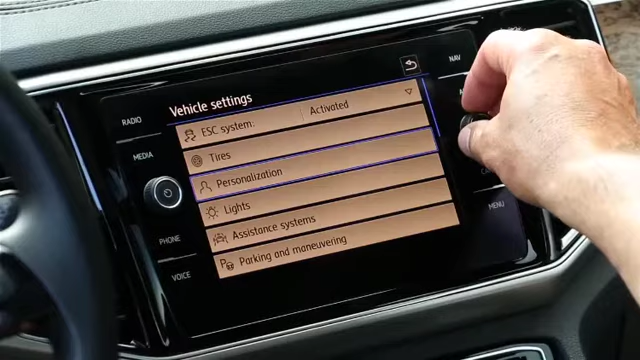 Vehicle settings
ESC system: Activated
Tires
Personalization
Lights
Assistance systems
Parking and maneuvering
RADIO
MEDIA
PHONE
VOICE
NAV
MENU